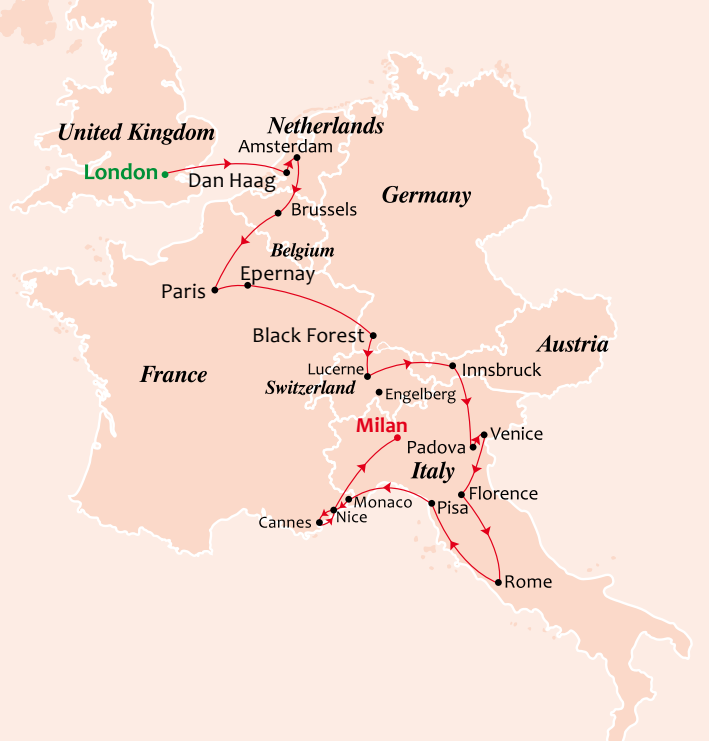 United Kingdom
Netherlands
Amsterdam
London
Dan Haag
Germany
Brussels
Belgium
Epernay
Paris
Black Forest
Austria
Lucerne
Innsbruck
France
Switzerland
Engelberg
Milan
Venice
Padova
Italy
Florence
Monaco
Pisa
Nice
Cannes
Rome